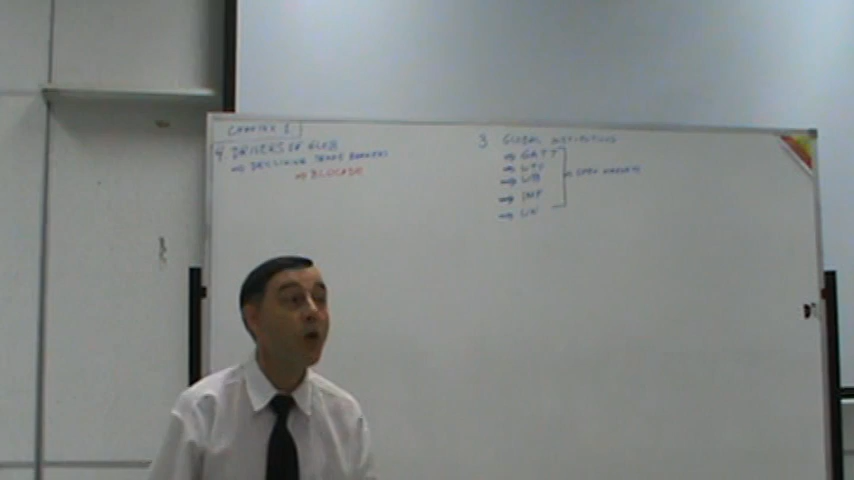 CHAPTER 1
4 DRIVERS OF GLOB
⇒ DECLINING TRADE BARRIERS
⇒ BLOCADE
3 GLOBAL INSTITUTIONS
→ GATT
→ WTO
→ WB
→ IMF
→ UN
OPEN MARKETS